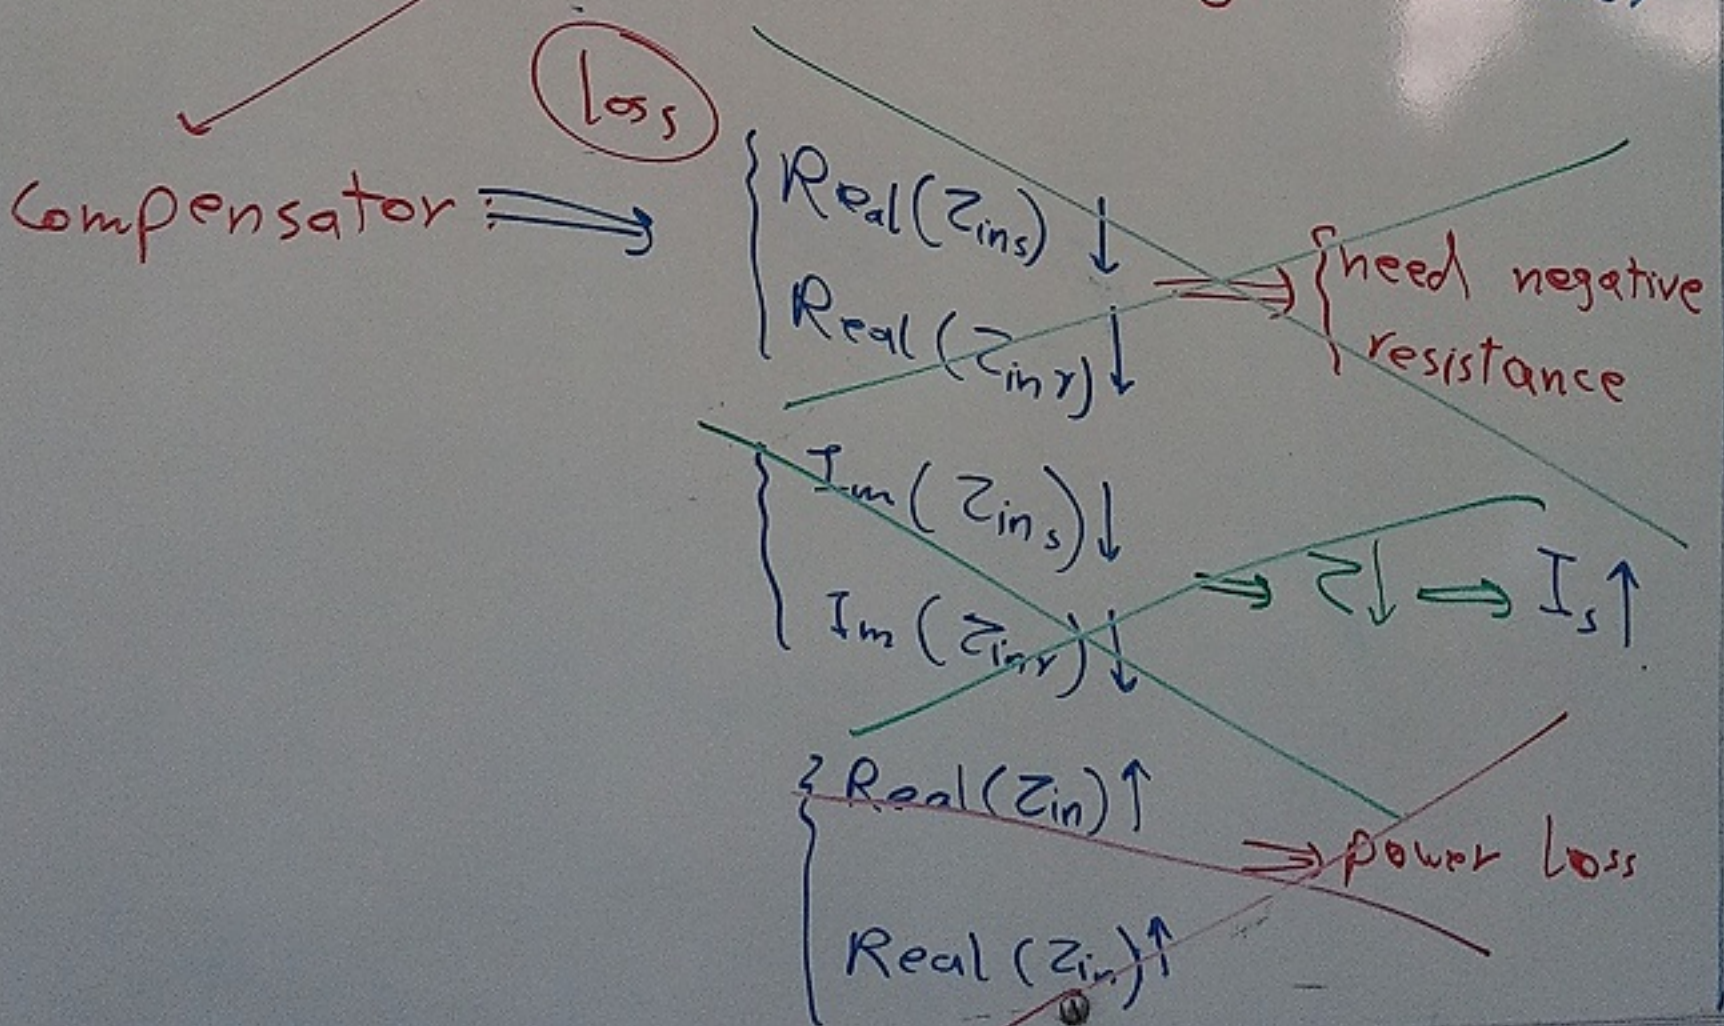 loss
Compensator ⇒ { Real(Zins) ↓
Real(Zinr) ↓ ⇒ { need negative
resistance
{ Im(Zins) ↓
Im(Zinr) ↓ ⇒ Z↓ ⇒ Is ↑
{ Real(Zin) ↑
⇒ power loss
Real(Zin) ↑